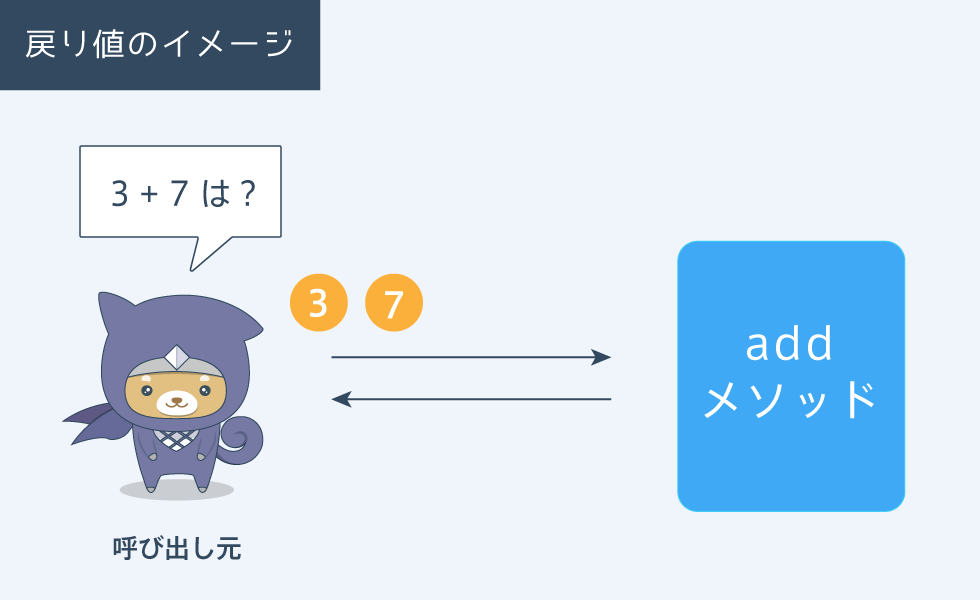 戻り値のイメージ
3 + 7 は？
3 7
add
メソッド
呼び出し元